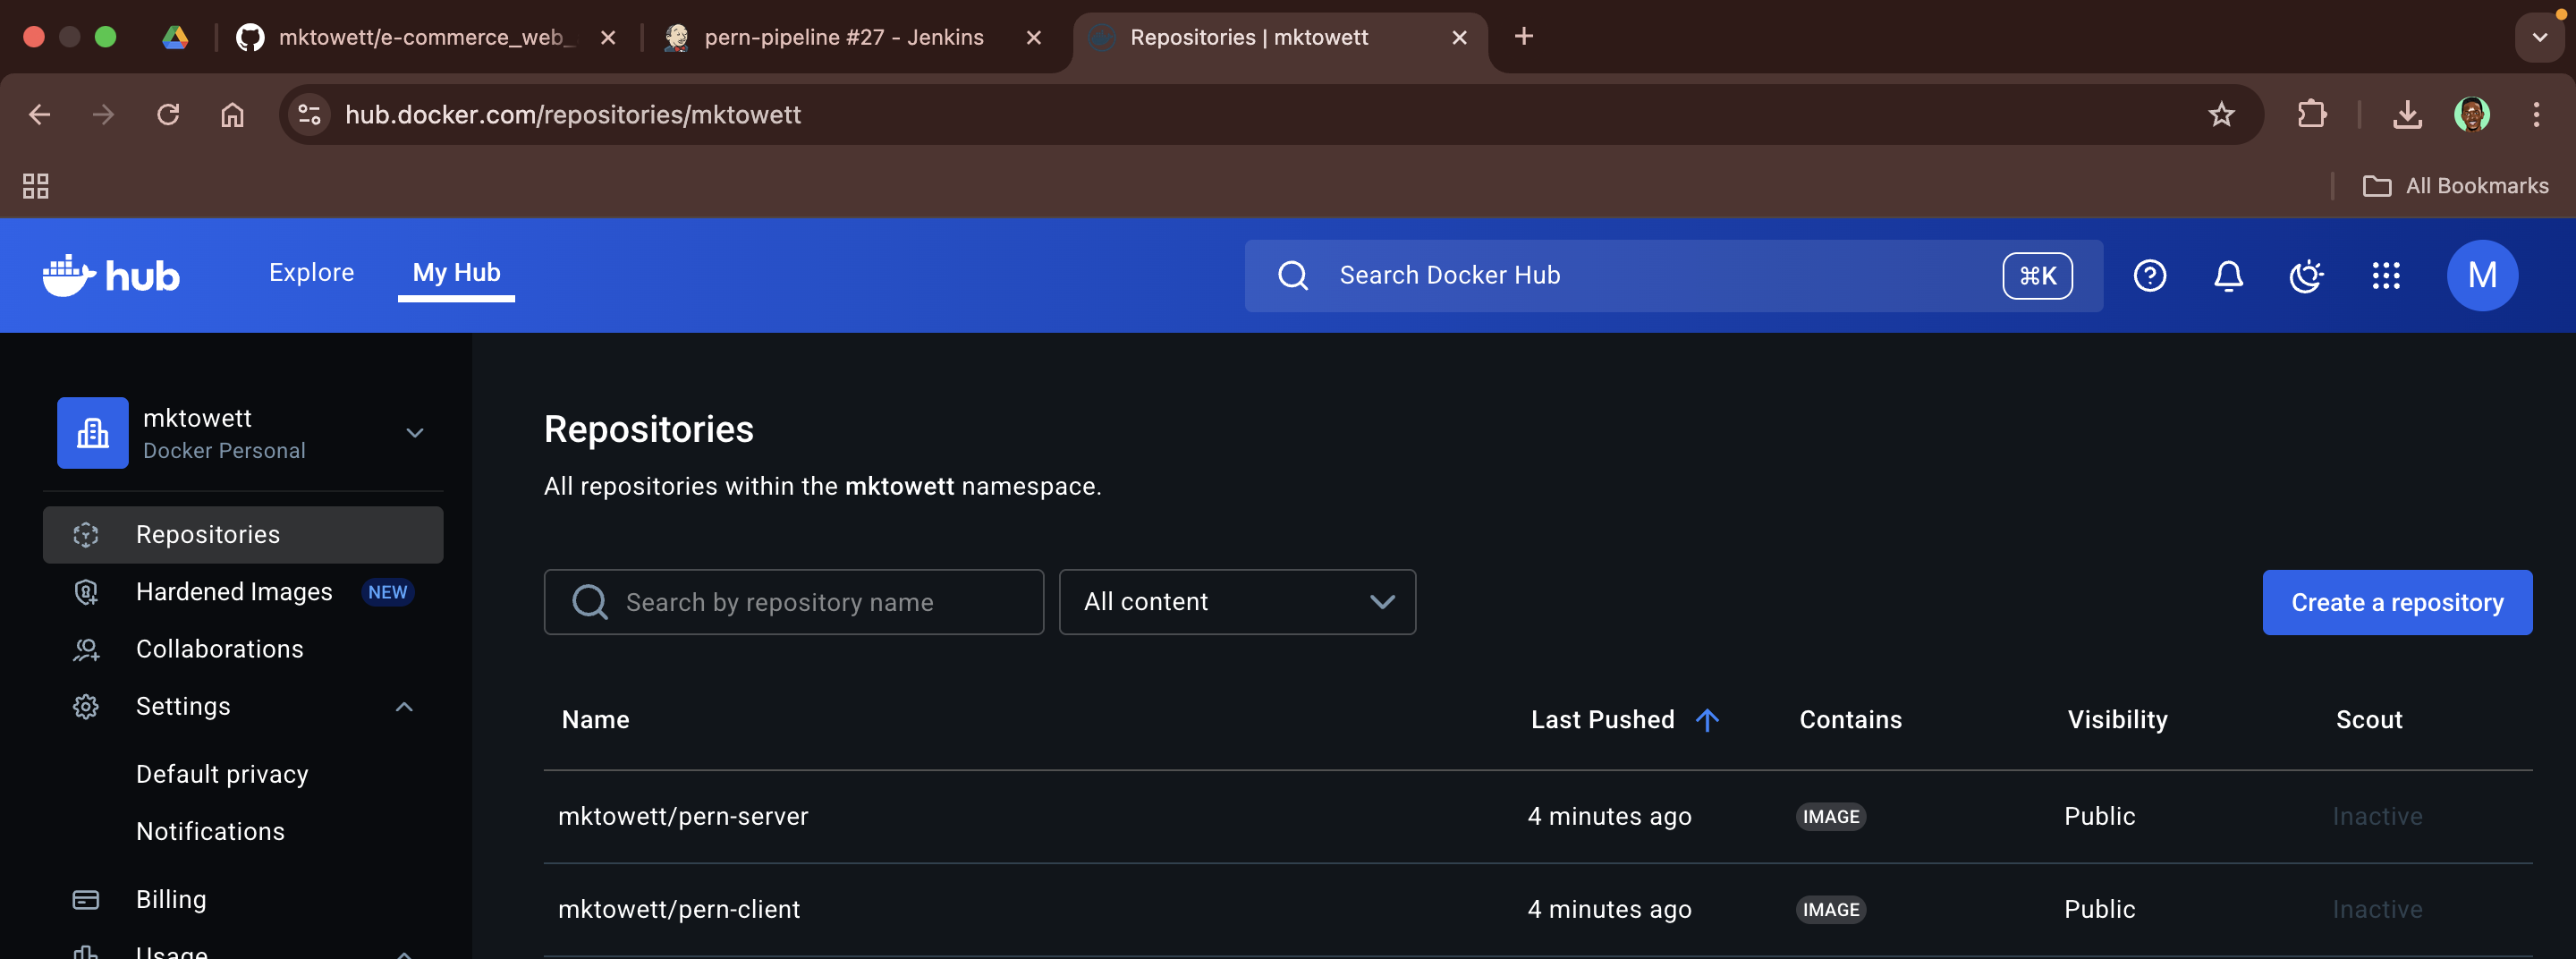 mktowett/e-commerce_web_
pern-pipeline #27 - Jenkins
Repositories | mktowett
hub.docker.com/repositories/mktowett
All Bookmarks
hub
Explore
My Hub
Search Docker Hub
⌘K
M
mktowett
Docker Personal
Repositories
Hardened Images NEW
Collaborations
Settings
Default privacy
Notifications
Billing
Usage
Repositories
All repositories within the mktowett namespace.
Search by repository name
All content
Create a repository
Name Last Pushed Contains Visibility Scout
mktowett/pern-server 4 minutes ago IMAGE Public Inactive
mktowett/pern-client 4 minutes ago IMAGE Public Inactive